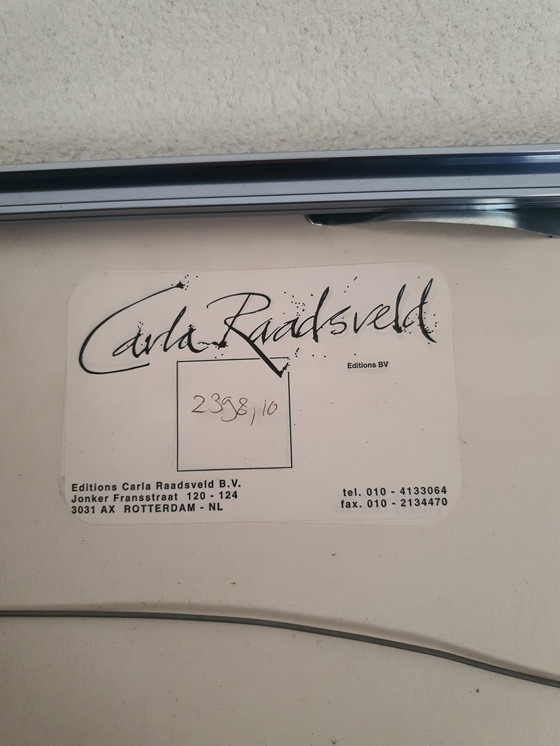 Carla Raadsveld
Editions BV
2398,10
Editions Carla Raadsveld B.V.
Jonker Fransstraat 120 - 124
3031 AX ROTTERDAM - NL
tel. 010 - 4133064
fax. 010 - 2134470